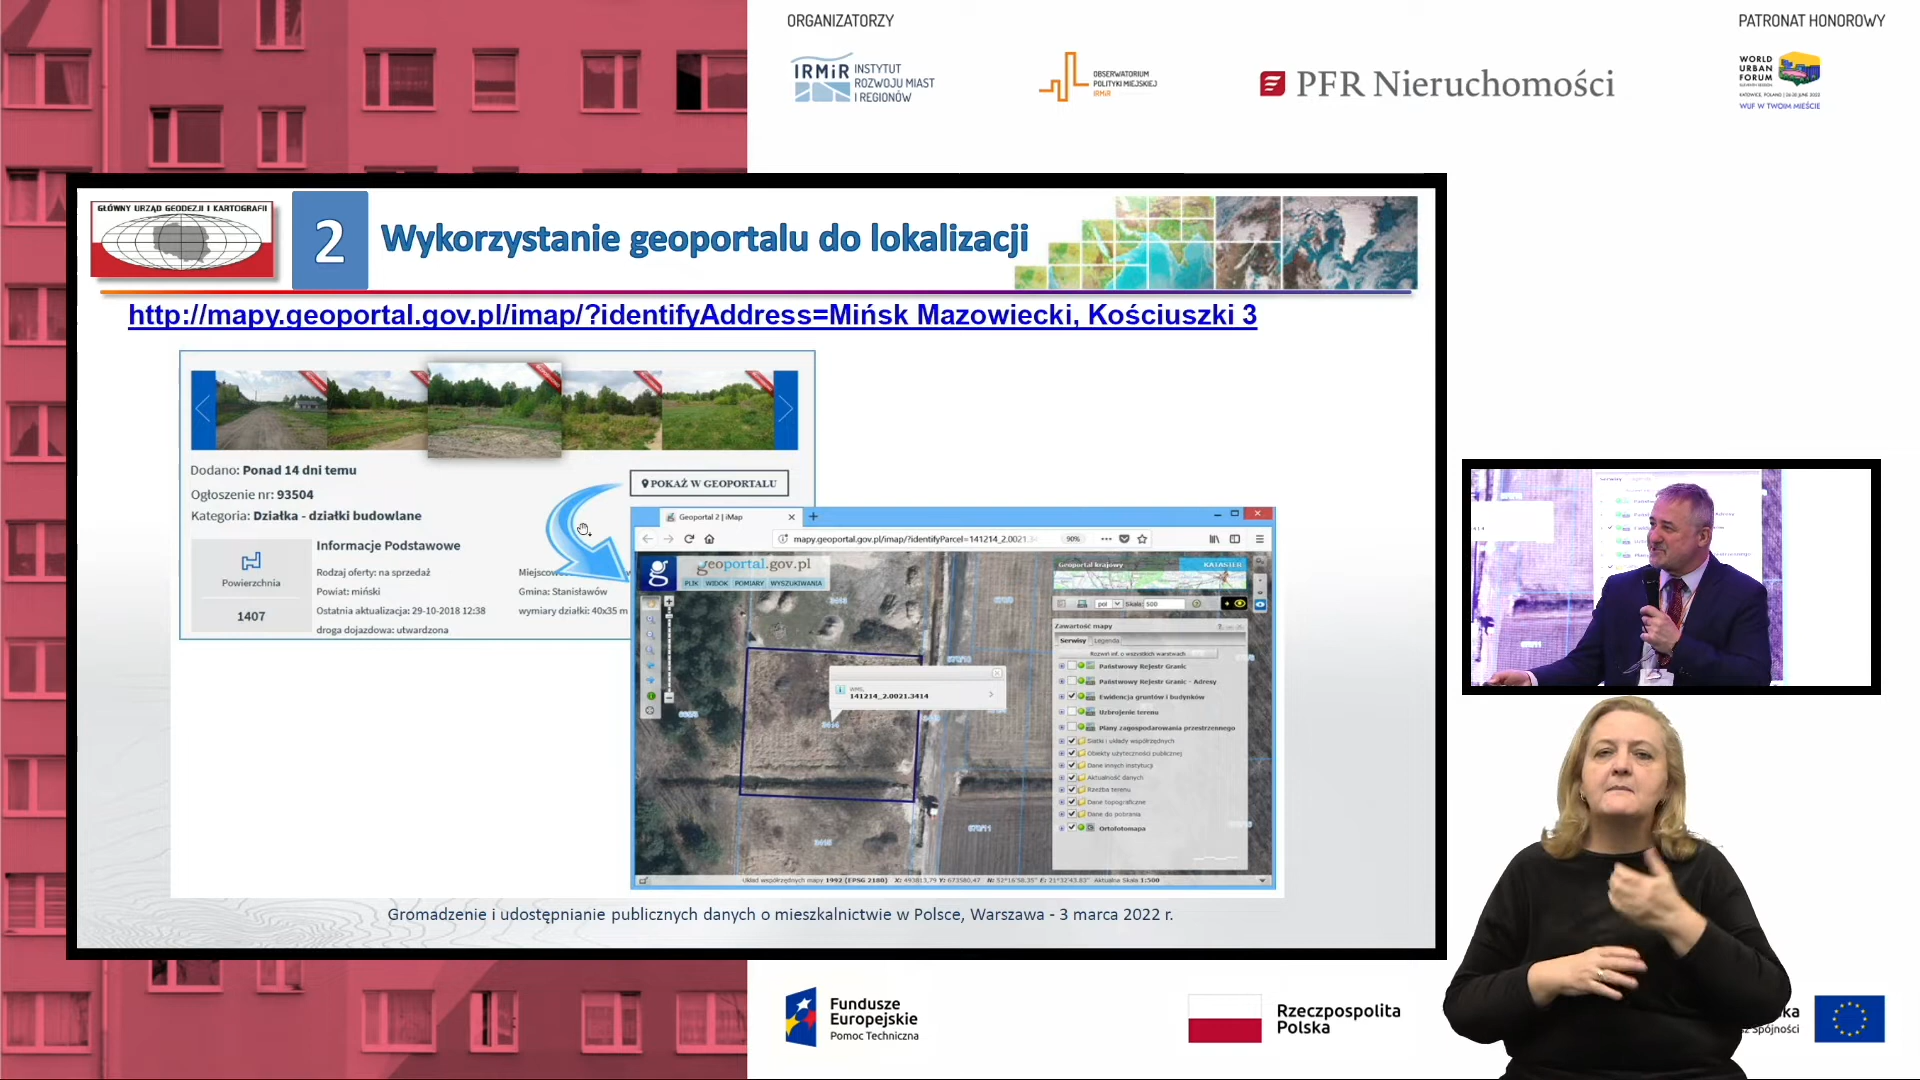 ORGANIZATORZY
PATRONAT HONOROWY
IRMiR INSTYTUT
ROZWOJU MIAST
I REGIONÓW
OBSERWATORIUM
POLITYKI MIEJSKIEJ
IRMiR
PFR Nieruchomości
WORLD
URBAN
FORUM
WUF W TWOIM MIEŚCIE
GŁÓWNY URZĄD GEODEZJI I KARTOGRAFII
2
Wykorzystanie geoportalu do lokalizacji
http://mapy.geoportal.gov.pl/imap/?identifyAddress=Mińsk Mazowiecki, Kościuszki 3
Dodano: Ponad 14 dni temu
Ogłoszenie nr: 93504
Kategoria: Działka - działki budowlane
POKAŻ W GEOPORTALU
Informacje Podstawowe
Powierzchnia
1407
Rodzaj oferty: na sprzedaż
Powiat: miński
Ostatnia aktualizacja: 29-10-2018 12:38
droga dojazdowa: utwardzona
Gmina: Stanisławów
wymiary działki: 40x35 m
Geoportal 2 | iMap
mapy.geoportal.gov.pl/imap/?identifyParcel=141214_2.0021.3
90%
geoportal.gov.pl
PLIK WIDOK POMIARY WYSZUKIWANIA
Geoportal krajowy
KATASTER
pol Skala: 500
Zawartość mapy
Serwisy Legenda
Rozwiń inf. o wszystkich warstwach
Państwowy Rejestr Granic
Państwowy Rejestr Granic - Adresy
Ewidencja gruntów i budynków
Uzbrojenie terenu
Plany zagospodarowania przestrzennego
Siatki i układy współrzędnych
Obiekty użyteczności publicznej
Dane innych instytucji
Aktualność danych
Rzeźba terenu
Dane topograficzne
Dane do pobrania
Ortofotomapa
141214_2.0021.3414
3414
3415
670/11
Układ współrzędnych mapy 1992 (EPSG 2180) X: 493813,79 Y: 673580,47 N: 52°16'58.35" E: 21°32'43.83" Aktualna Skala 1:500
Gromadzenie i udostępnianie publicznych danych o mieszkalnictwie w Polsce, Warszawa - 3 marca 2022 r.
Fundusze
Europejskie
Pomoc Techniczna
Rzeczpospolita
Polska
ka
Spójności